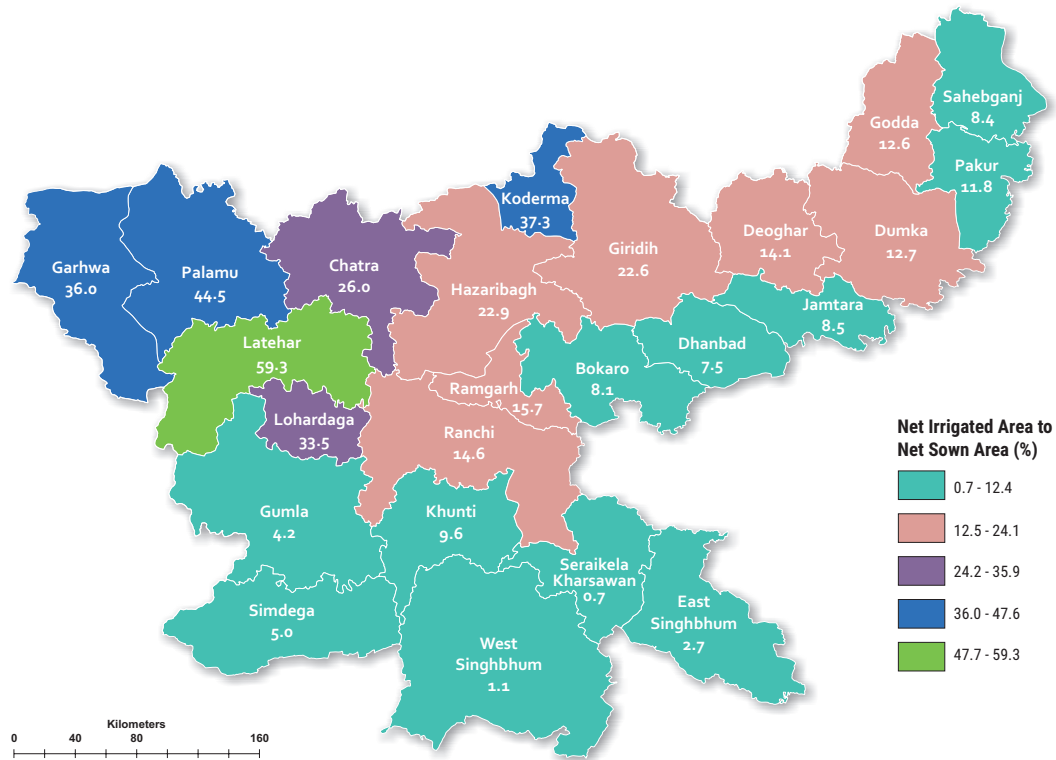 Sahebganj
8.4
Godda
12.6
Pakur
11.8
Koderma
37.3
Deoghar
14.1
Dumka
12.7
Giridih
22.6
Garhwa
36.0
Palamu
44.5
Chatra
26.0
Hazaribagh
22.9
Jamtara
8.5
Latehar
59.3
Dhanbad
7.5
Bokaro
8.1
Ramgarh
15.7
Lohardaga
33.5
Ranchi
14.6
Gumla
4.2
Khunti
9.6
Seraikela
Kharsawan
0.7
Simdega
5.0
East
Singhbhum
2.7
West
Singhbhum
1.1
Net Irrigated Area to
Net Sown Area (%)
0.7 - 12.4
12.5 - 24.1
24.2 - 35.9
36.0 - 47.6
47.7 - 59.3
Kilometers
0 40 80 160